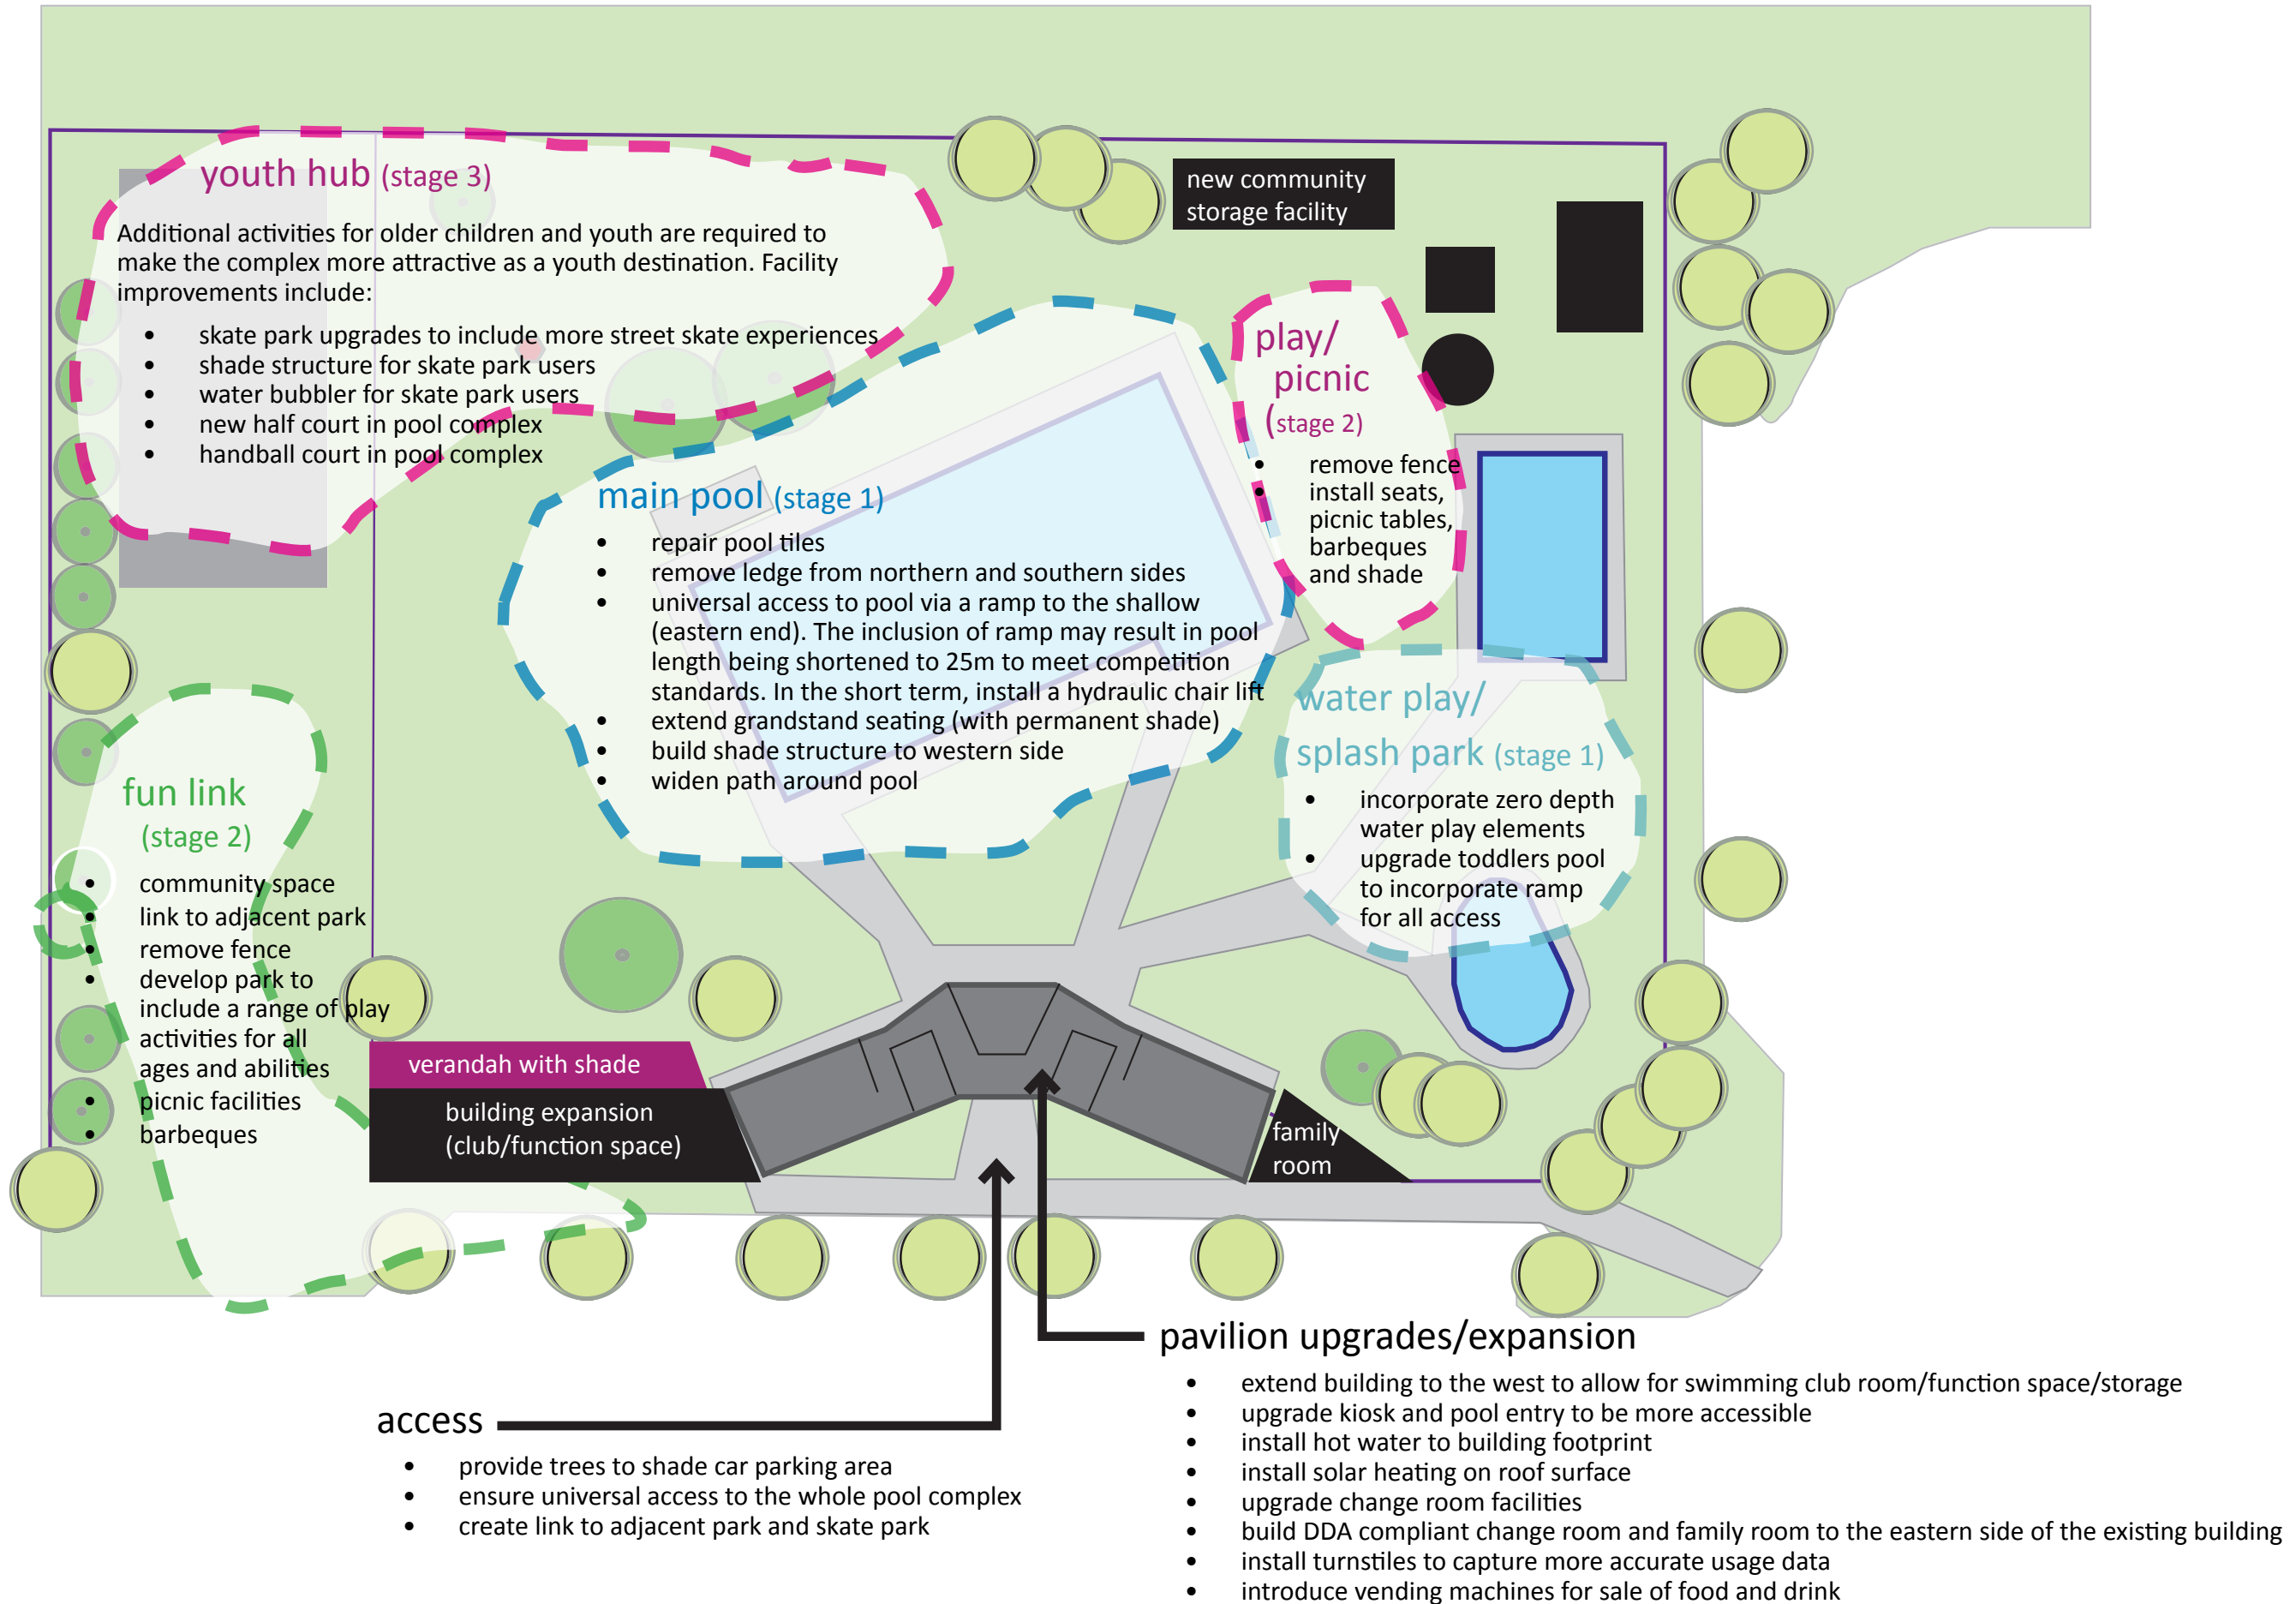 youth hub (stage 3)
Additional activities for older children and youth are required to
make the complex more attractive as a youth destination. Facility
improvements include:
• skate park upgrades to include more street skate experiences
• shade structure for skate park users
• water bubbler for skate park users
• new half court in pool complex
• handball court in pool complex
new community
storage facility
play/
picnic
(stage 2)
• remove fence
• install seats,
picnic tables,
barbeques
and shade
main pool (stage 1)
• repair pool tiles
• remove ledge from northern and southern sides
• universal access to pool via a ramp to the shallow
(eastern end). The inclusion of ramp may result in pool
length being shortened to 25m to meet competition
standards. In the short term, install a hydraulic chair lift
• extend grandstand seating (with permanent shade)
• build shade structure to western side
• widen path around pool
water play/
splash park (stage 1)
• incorporate zero depth
water play elements
• upgrade toddlers pool
to incorporate ramp
for all access
fun link
(stage 2)
• community space
• link to adjacent park
• remove fence
• develop park to
include a range of play
activities for all
ages and abilities
• picnic facilities
• barbeques
verandah with shade
building expansion
(club/function space)
family
room
pavilion upgrades/expansion
• extend building to the west to allow for swimming club room/function space/storage
• upgrade kiosk and pool entry to be more accessible
• install hot water to building footprint
• install solar heating on roof surface
• upgrade change room facilities
• build DDA compliant change room and family room to the eastern side of the existing building
• install turnstiles to capture more accurate usage data
• introduce vending machines for sale of food and drink
access
• provide trees to shade car parking area
• ensure universal access to the whole pool complex
• create link to adjacent park and skate park